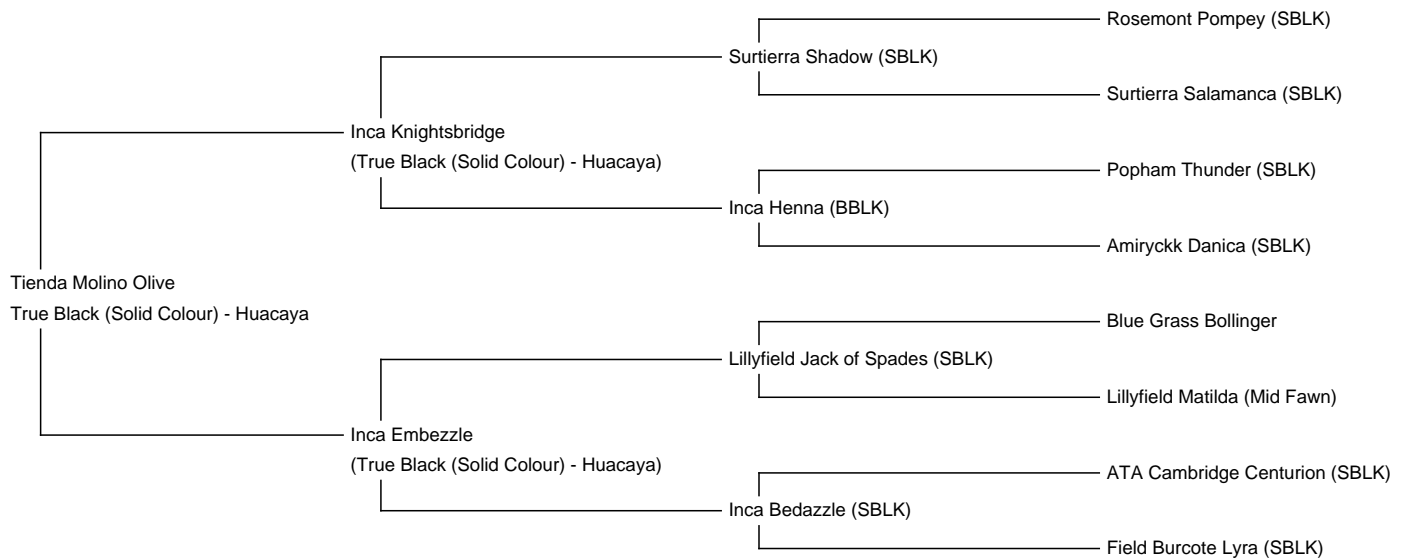 Rosemont Pompey (SBLK)
Surtierra Shadow (SBLK)
Surtierra Salamanca (SBLK)
Inca Knightsbridge
(True Black (Solid Colour) - Huacaya)
Popham Thunder (SBLK)
Inca Henna (BBLK)
Amiryckk Danica (SBLK)
Tienda Molino Olive
True Black (Solid Colour) - Huacaya
Blue Grass Bollinger
Lillyfield Jack of Spades (SBLK)
Lillyfield Matilda (Mid Fawn)
Inca Embezzle
(True Black (Solid Colour) - Huacaya)
ATA Cambridge Centurion (SBLK)
Inca Bedazzle (SBLK)
Field Burcote Lyra (SBLK)